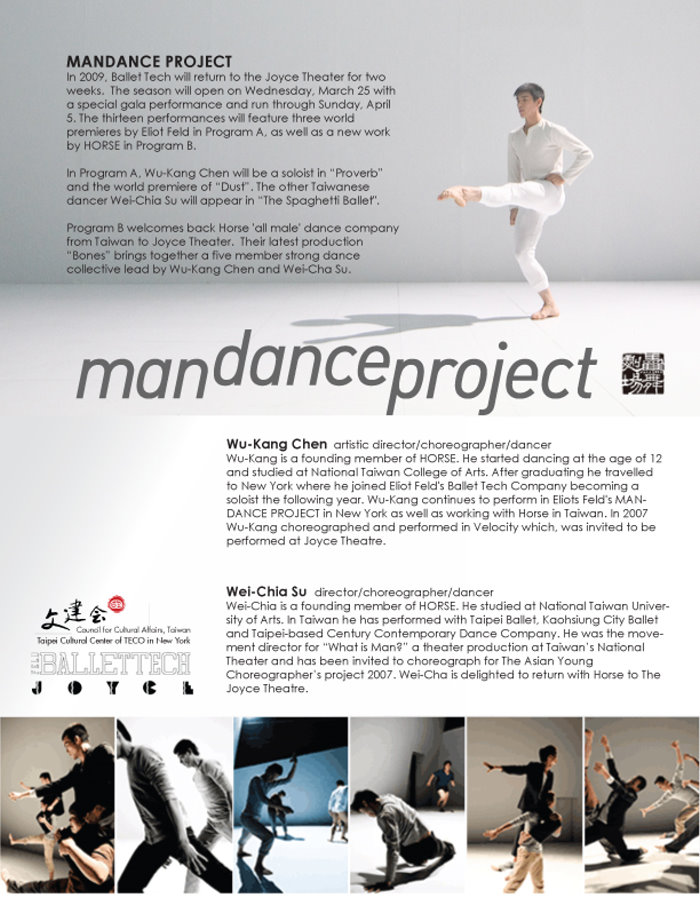 MANDANCE PROJECT
In 2009, Ballet Tech will return to the Joyce Theater for two
weeks. The season will open on Wednesday, March 25 with
a special gala performance and run through Sunday, April
5. The thirteen performances will feature three world
premieres by Eliot Feld in Program A, as well as a new work
by HORSE in Program B.
In Program A, Wu-Kang Chen will be a soloist in "Proverb"
and the world premiere of "Dust". The other Taiwanese
dancer Wei-Chia Su will appear in "The Spaghetti Ballet".
Program B welcomes back Horse 'all male' dance company
from Taiwan to Joyce Theater. Their latest production
"Bones" brings together a five member strong dance
collective lead by Wu-Kang Chen and Wei-Cha Su.
mandanceproject
驫舞劇場
Wu-Kang Chen artistic director/choreographer/dancer
Wu-Kang is a founding member of HORSE. He started dancing at the age of 12
and studied at National Taiwan College of Arts. After graduating he travelled
to New York where he joined Eliot Feld's Ballet Tech Company becoming a
soloist the following year. Wu-Kang continues to perform in Eliots Feld's MAN-
DANCE PROJECT in New York as well as working with Horse in Taiwan. In 2007
Wu-Kang choreographed and performed in Velocity which, was invited to be
performed at Joyce Theatre.
Wei-Chia Su director/choreographer/dancer
Wei-Chia is a founding member of HORSE. He studied at National Taiwan Univer-
sity of Arts. In Taiwan he has performed with Taipei Ballet, Kaohsiung City Ballet
and Taipei-based Century Contemporary Dance Company. He was the move-
ment director for "What is Man?" a theater production at Taiwan's National
Theater and has been invited to choreograph for The Asian Young
Choreographer's project 2007. Wei-Cha is delighted to return with Horse to The
Joyce Theatre.
文建會
Council for Cultural Affairs, Taiwan
Taipei Cultural Center of TECO in New York
FELD BALLETTECH
JOYCE